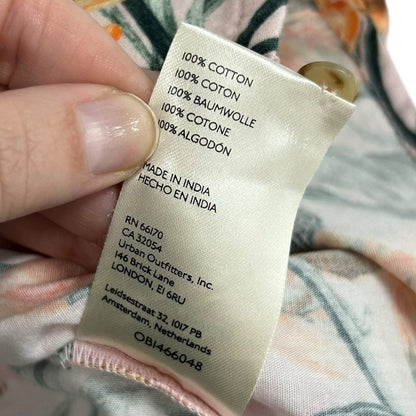 100% COTTON
100% COTON
100% BAUMWOLLE
100% COTONE
100% ALGODÓN
MADE IN INDIA
HECHO EN INDIA
RN 66170
CA 32054
Urban Outfitters, Inc.
146 Brick Lane
LONDON, E1 6RU
Leidsestraat 32, 1017 PB
Amsterdam, Netherlands
OB1466048